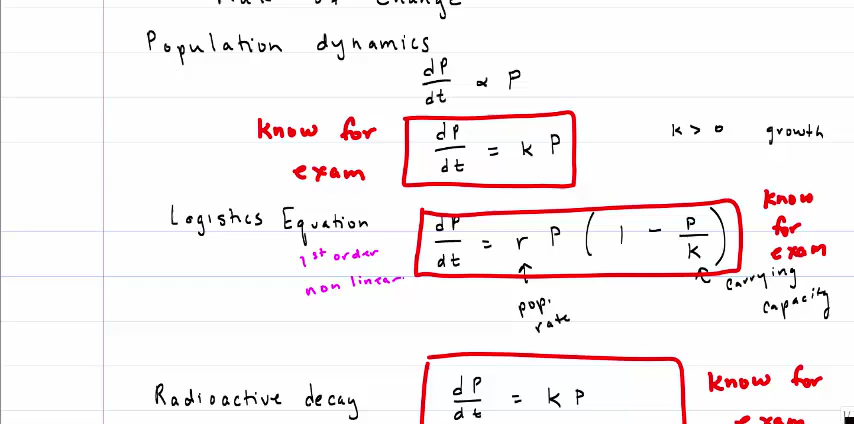 Population dynamics
dP/dt ∝ P
know for exam
dP/dt = k P
k > 0 growth
Logistics Equation
1st order
non linear.
dP/dt = r P (1 - P/K)
know for exam
pop. rate
carrying capacity
Radioactive decay
dP/dt = k P
know for